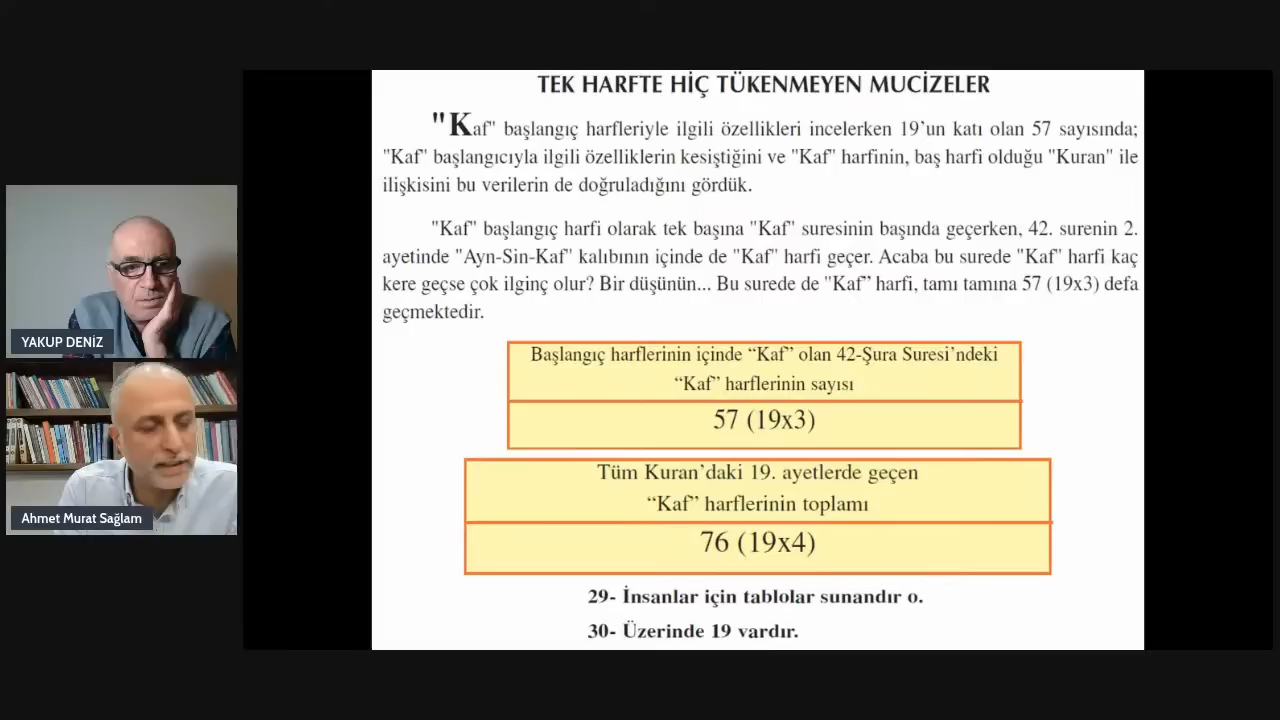 TEK HARFTE HİÇ TÜKENMEYEN MUCİZELER
"Kaf" başlangıç harfleriyle ilgili özellikleri incelerken 19'un katı olan 57 sayısında;
"Kaf" başlangıcıyla ilgili özelliklerin kesiştiğini ve "Kaf" harfinin, baş harfi olduğu "Kuran" ile
ilişkisini bu verilerin de doğruladığını gördük.
"Kaf" başlangıç harfi olarak tek başına "Kaf" suresinin başında geçerken, 42. surenin 2.
ayetinde "Ayn-Sin-Kaf" kalıbının içinde de "Kaf" harfi geçer. Acaba bu surede "Kaf" harfi kaç
kere geçse çok ilginç olur? Bir düşünün... Bu surede de "Kaf" harfi, tamı tamına 57 (19x3) defa
geçmektedir.
Başlangıç harflerinin içinde “Kaf” olan 42-Şura Suresi’ndeki
“Kaf” harflerinin sayısı
57 (19x3)
Tüm Kuran’daki 19. ayetlerde geçen
“Kaf” harflerinin toplamı
76 (19x4)
29- İnsanlar için tablolar sunandır o.
30- Üzerinde 19 vardır.
YAKUP DENİZ
Ahmet Murat Sağlam